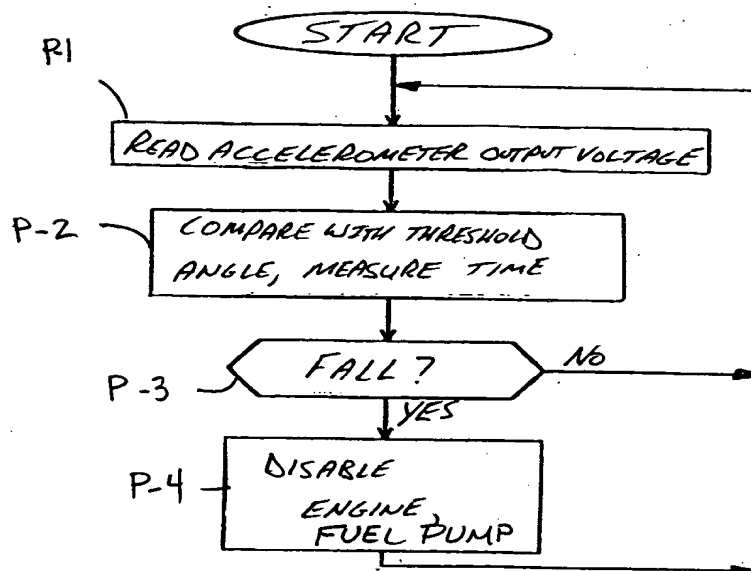 START
P1
READ ACCELEROMETER OUTPUT VOLTAGE
P-2
COMPARE WITH THRESHOLD
ANGLE, MEASURE TIME
FALL?
NO
P-3
YES
P-4
DISABLE
ENGINE,
FUEL PUMP